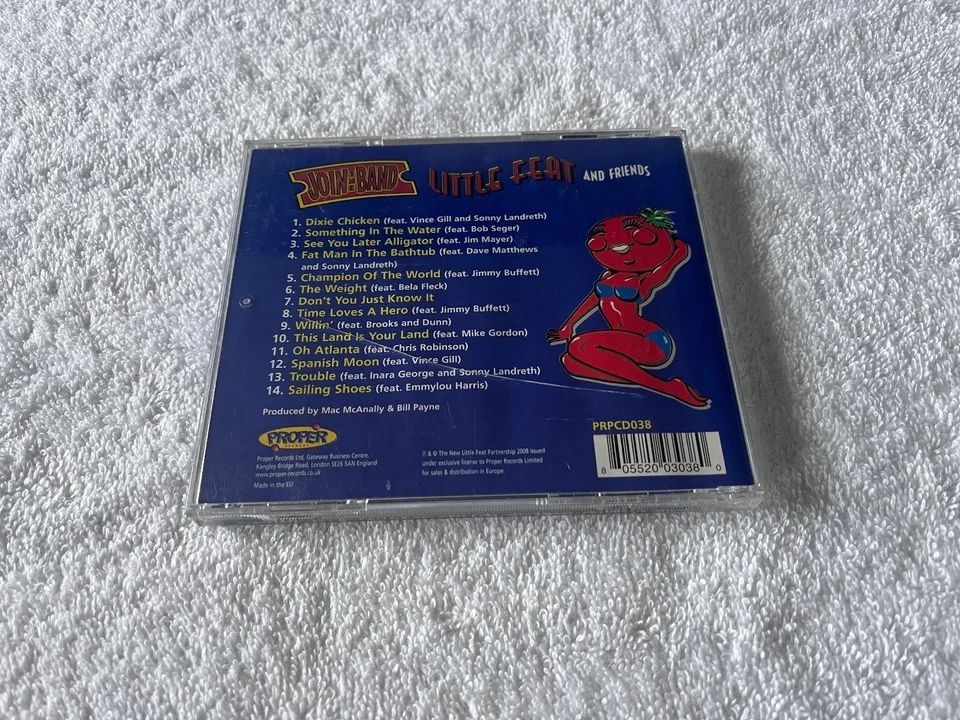 JOIN THE BAND LITTLE FEAT AND FRIENDS
1. Dixie Chicken (feat. Vince Gill and Sonny Landreth)
2. Something In The Water (feat. Bob Seger)
3. See You Later Alligator (feat. Jim Mayer)
4. Fat Man In The Bathtub (feat. Dave Matthews
and Sonny Landreth)
5. Champion Of The World (feat. Jimmy Buffett)
6. The Weight (feat. Bela Fleck)
7. Don't You Just Know It
8. Time Loves A Hero (feat. Jimmy Buffett)
9. Willin' (feat. Brooks and Dunn)
10. This Land Is Your Land (feat. Mike Gordon)
11. Oh Atlanta (feat. Chris Robinson)
12. Spanish Moon (feat. Vince Gill)
13. Trouble (feat. Inara George and Sonny Landreth)
14. Sailing Shoes (feat. Emmylou Harris)
Produced by Mac McAnally & Bill Payne
PROPER
RECORDS
Proper Records Ltd, Gateway Business Centre,
Kangley Bridge Road, London SE26 5AN England
www.proper-records.co.uk
Made in the EU
℗ & © The New Little Feat Partnership 2008 Issued
under exclusive license to Proper Records Limited
for sales & distribution in Europe.
PRPCD038
8 05520 03038 0